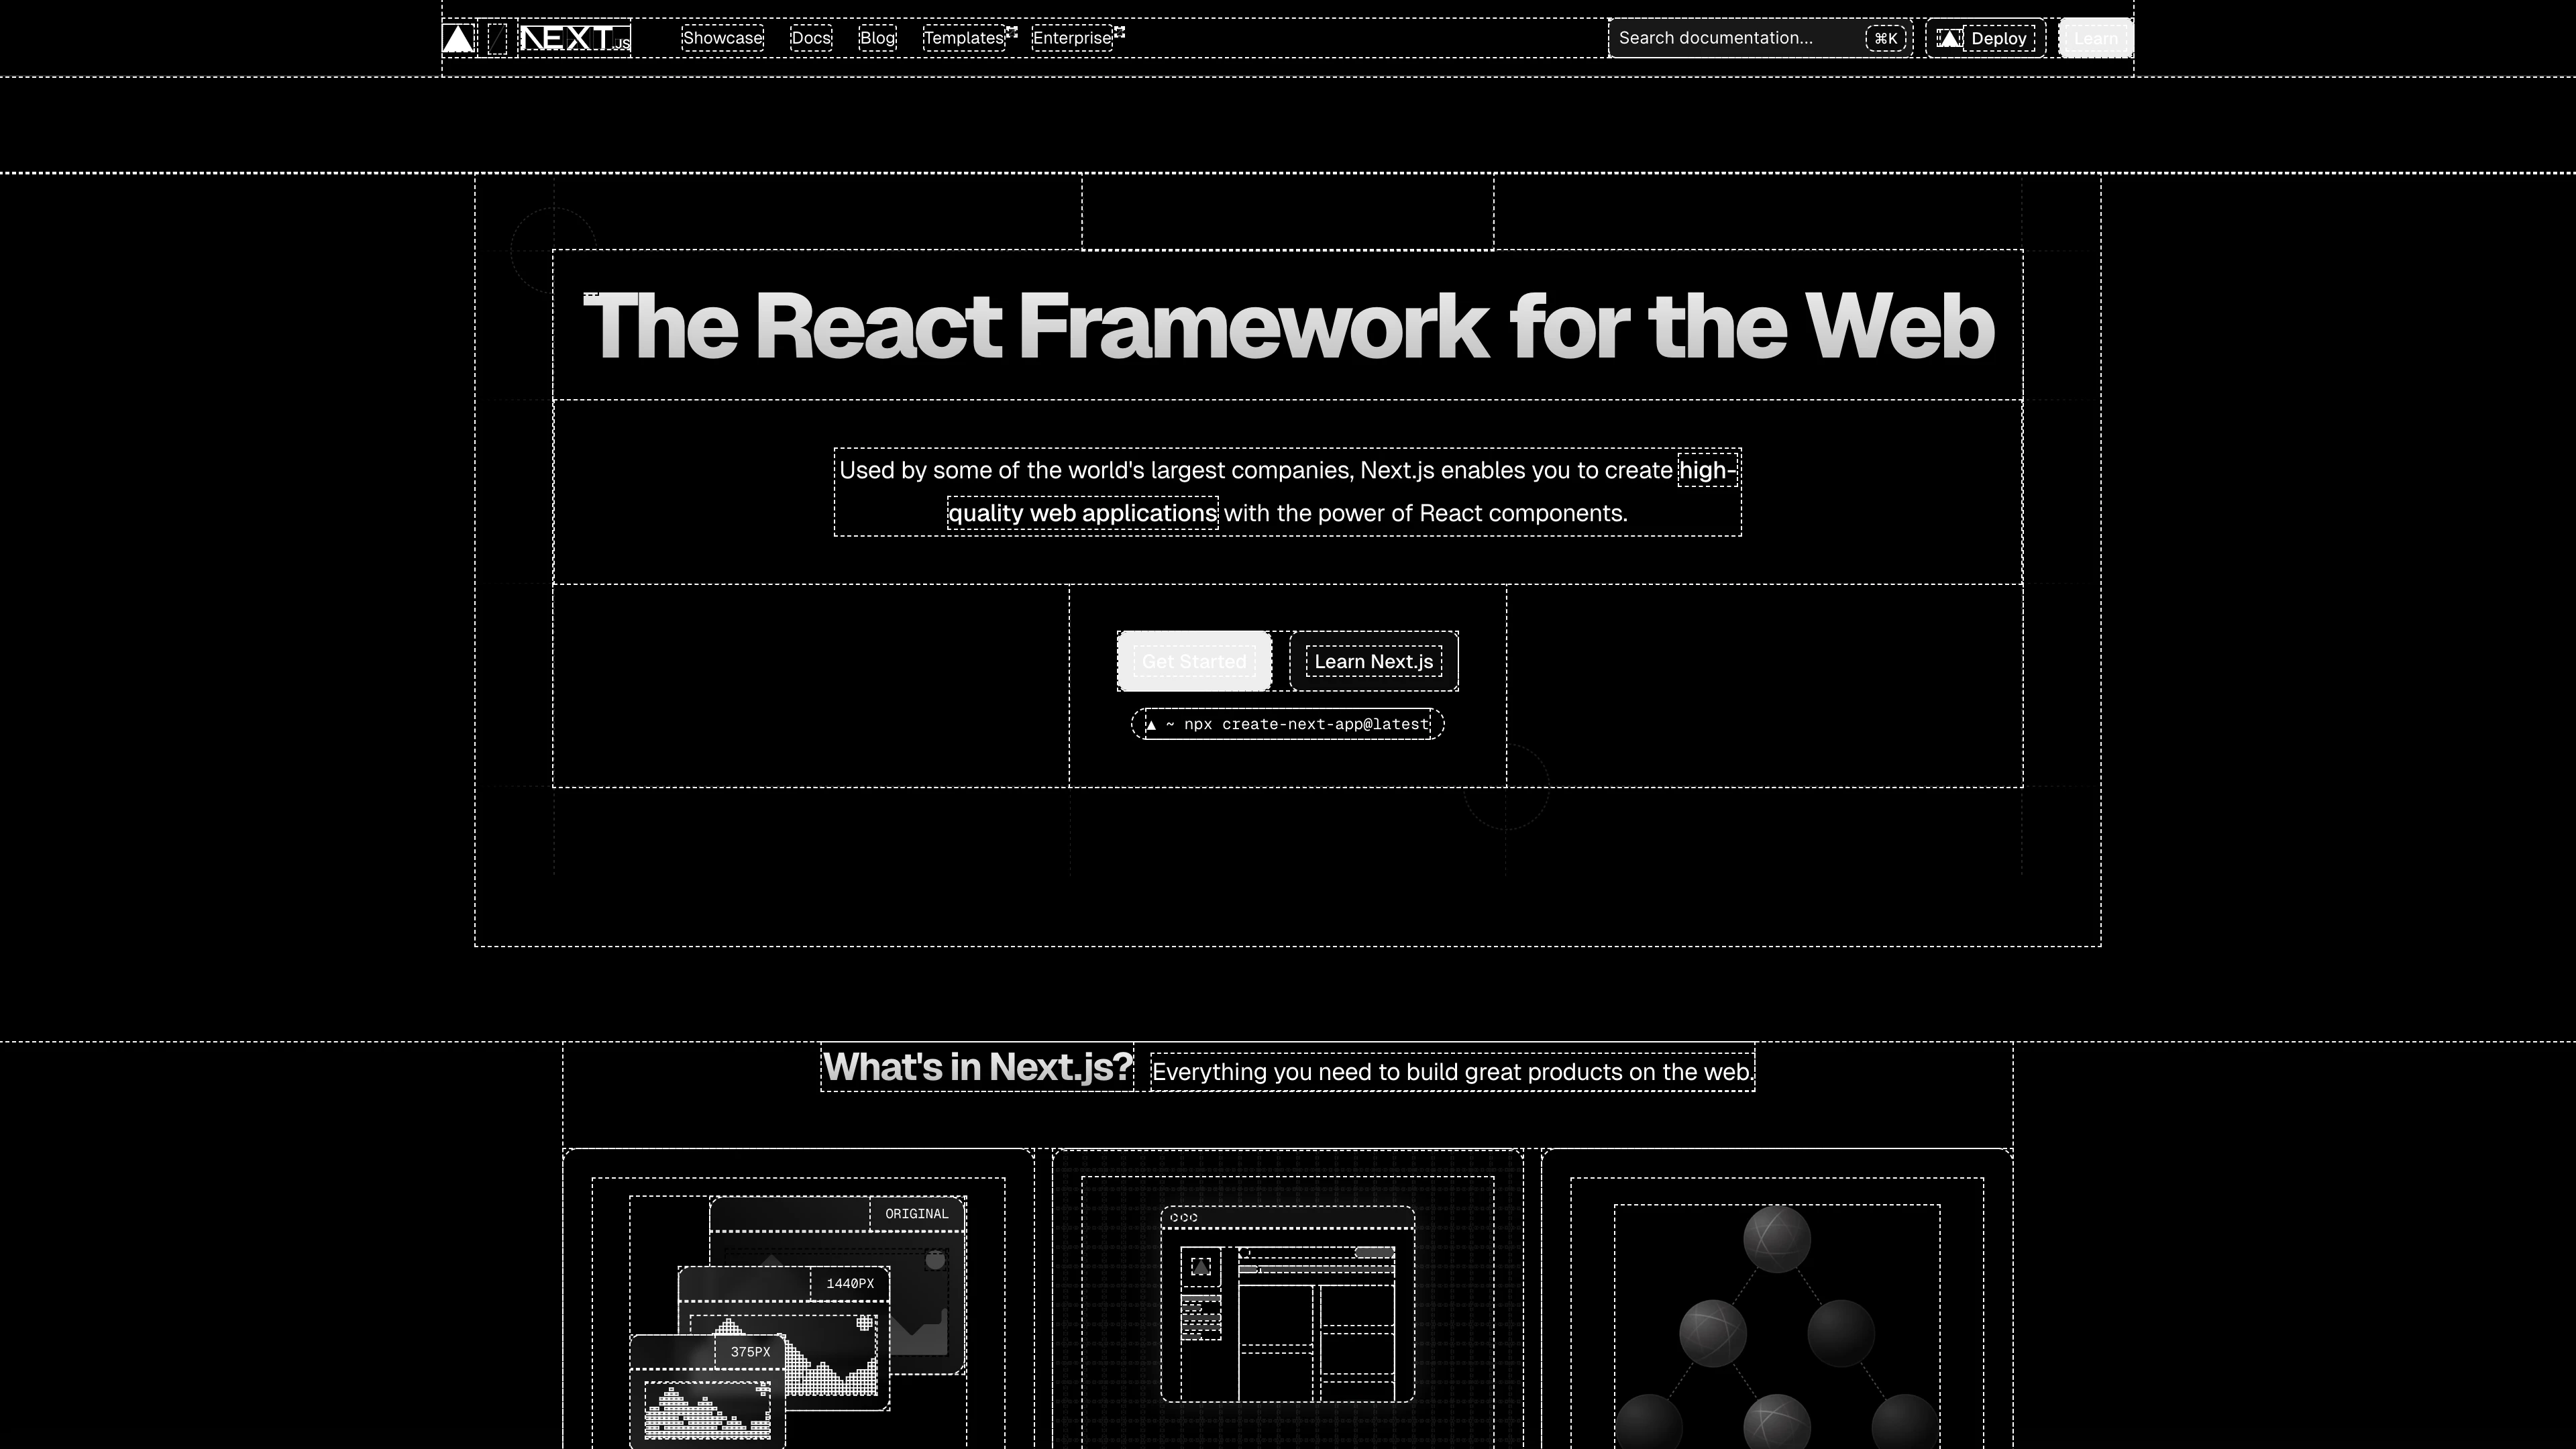 NEXT.JS
Showcase
Docs
Blog
Templates
Enterprise
Search documentation...
⌘K
Deploy
Learn
The React Framework for the Web
Used by some of the world's largest companies, Next.js enables you to create high-
quality web applications with the power of React components.
Get Started
Learn Next.js
▲ ~ npx create-next-app@latest
What's in Next.js?
Everything you need to build great products on the web.
ORIGINAL
1440PX
375PX